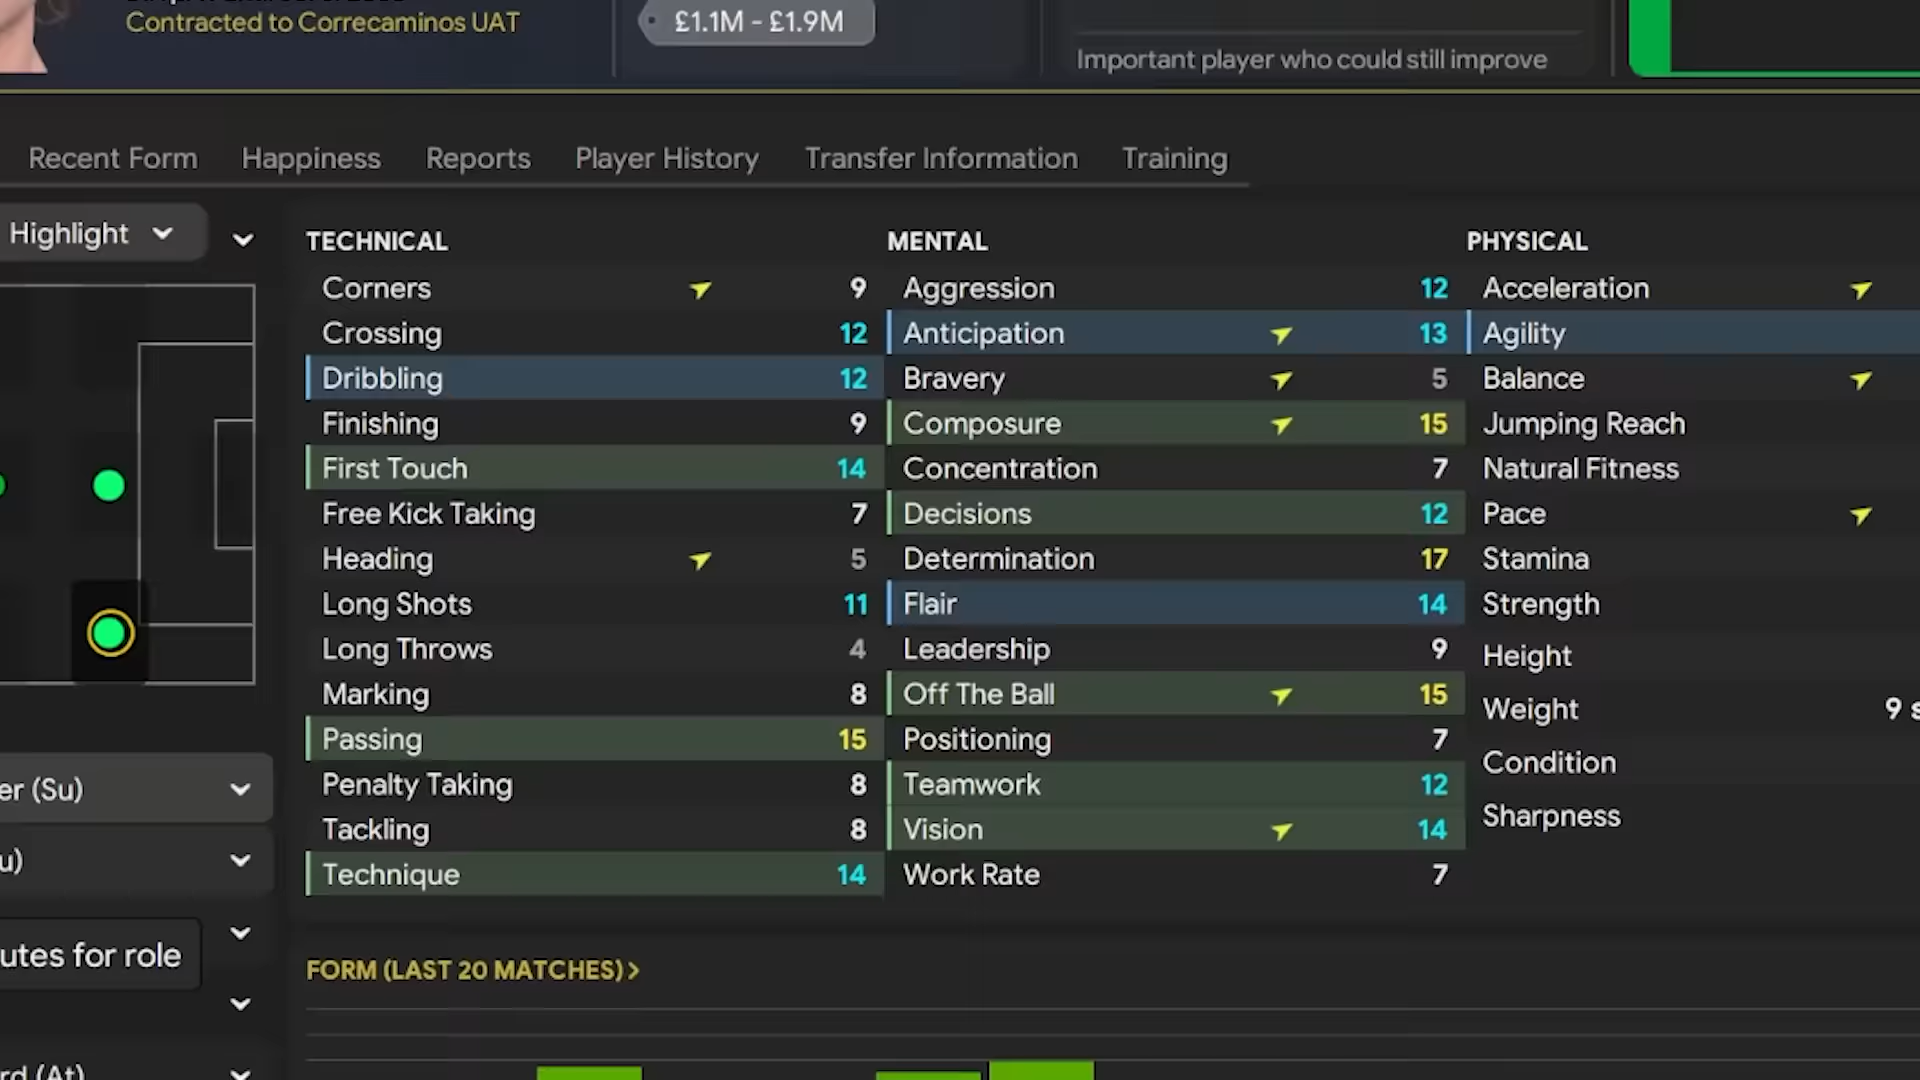 Contracted to Correcaminos UAT
£1.1M - £1.9M
Important player who could still improve
Recent Form Happiness Reports Player History Transfer Information Training
Highlight
TECHNICAL
Corners 9
Crossing 12
Dribbling 12
Finishing 9
First Touch 14
Free Kick Taking 7
Heading 5
Long Shots 11
Long Throws 4
Marking 8
Passing 15
Penalty Taking 8
Tackling 8
Technique 14
MENTAL
Aggression 12
Anticipation 13
Bravery 5
Composure 15
Concentration 7
Decisions 12
Determination 17
Flair 14
Leadership 9
Off The Ball 15
Positioning 7
Teamwork 12
Vision 14
Work Rate 7
PHYSICAL
Acceleration
Agility
Balance
Jumping Reach
Natural Fitness
Pace
Stamina
Strength
Height
Weight 9 s
Condition
Sharpness
er (Su)
u)
utes for role
rd (At)
FORM (LAST 20 MATCHES) >